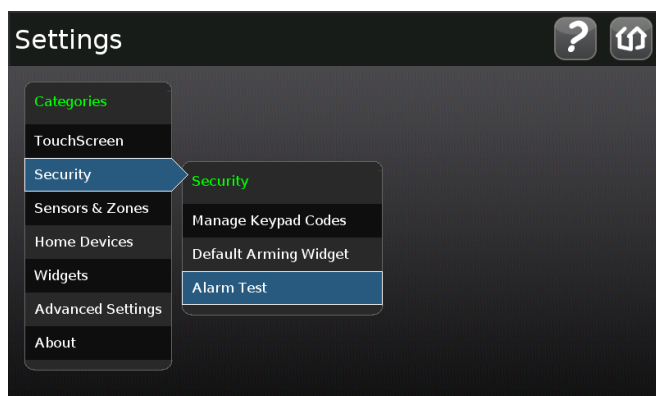 Settings
?
Categories
TouchScreen
Security
Sensors & Zones
Home Devices
Widgets
Advanced Settings
About
Security
Manage Keypad Codes
Default Arming Widget
Alarm Test